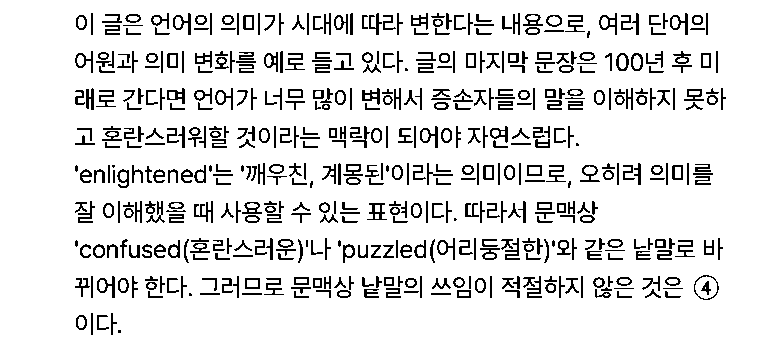 이 글은 언어의 의미가 시대에 따라 변한다는 내용으로, 여러 단어의
어원과 의미 변화를 예로 들고 있다. 글의 마지막 문장은 100년 후 미
래로 간다면 언어가 너무 많이 변해서 증손자들의 말을 이해하지 못하
고 혼란스러워할 것이라는 맥락이 되어야 자연스럽다.
'enlightened'는 '깨우친, 계몽된'이라는 의미이므로, 오히려 의미를
잘 이해했을 때 사용할 수 있는 표현이다. 따라서 문맥상
'confused(혼란스러운)'나 'puzzled(어리둥절한)'와 같은 낱말로 바
뀌어야 한다. 그러므로 문맥상 낱말의 쓰임이 적절하지 않은 것은 ④
이다.